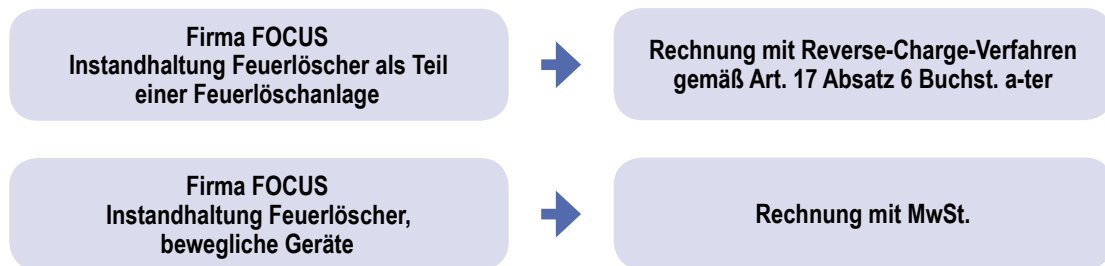 Firma FOCUS
Instandhaltung Feuerlöscher als Teil
einer Feuerlöschanlage
Rechnung mit Reverse-Charge-Verfahren
gemäß Art. 17 Absatz 6 Buchst. a-ter
Firma FOCUS
Instandhaltung Feuerlöscher,
bewegliche Geräte
Rechnung mit MwSt.